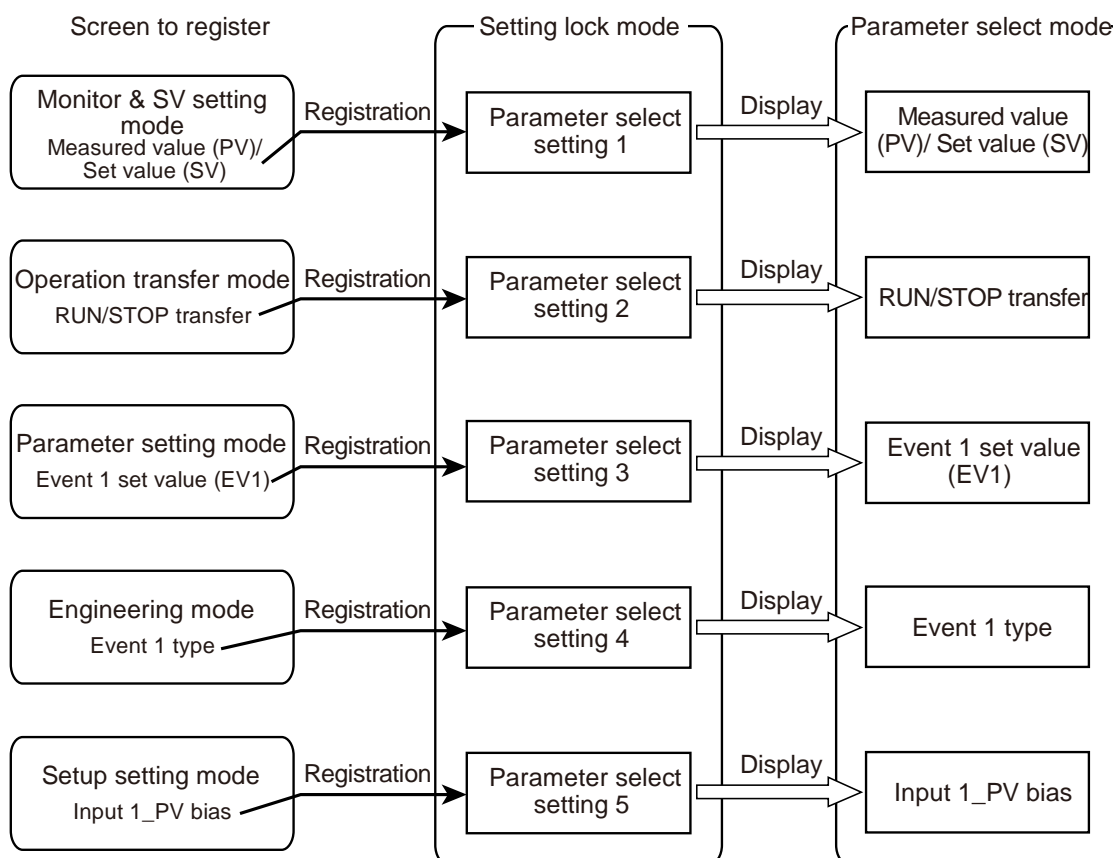 Screen to register
Setting lock mode
Parameter select mode
Monitor & SV setting
mode
Measured value (PV)/
Set value (SV)
Registration
Parameter select
setting 1
Display
Measured value
(PV)/ Set value (SV)
Operation transfer mode
RUN/STOP transfer
Registration
Parameter select
setting 2
Display
RUN/STOP transfer
Parameter setting mode
Event 1 set value (EV1)
Registration
Parameter select
setting 3
Display
Event 1 set value
(EV1)
Engineering mode
Event 1 type
Registration
Parameter select
setting 4
Display
Event 1 type
Setup setting mode
Input 1_PV bias
Registration
Parameter select
setting 5
Display
Input 1_PV bias